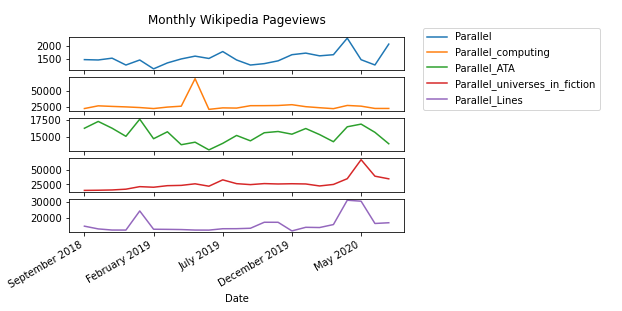 Monthly Wikipedia Pageviews
Parallel
Parallel_computing
Parallel_ATA
Parallel_universes_in_fiction
Parallel_Lines
2000
1500
50000
25000
17500
15000
50000
25000
30000
20000
September 2018
February 2019
July 2019
December 2019
May 2020
Date